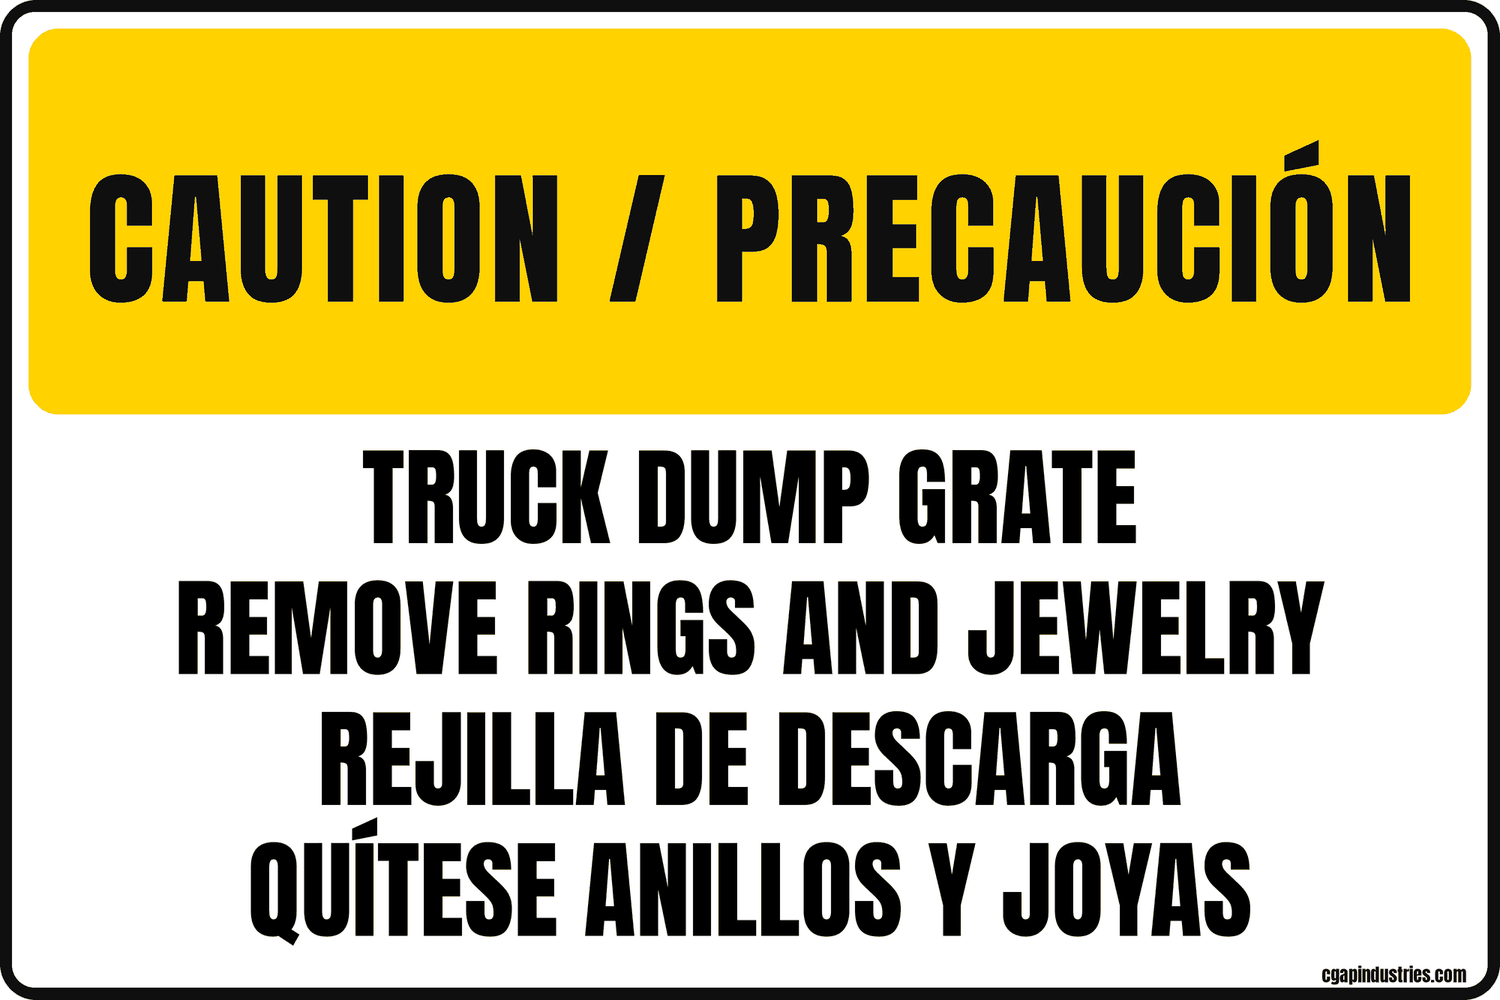 CAUTION / PRECAUCIÓN
TRUCK DUMP GRATE
REMOVE RINGS AND JEWELRY
REJILLA DE DESCARGA
QUÍTESE ANILLOS Y JOYAS
cgapindustries.com